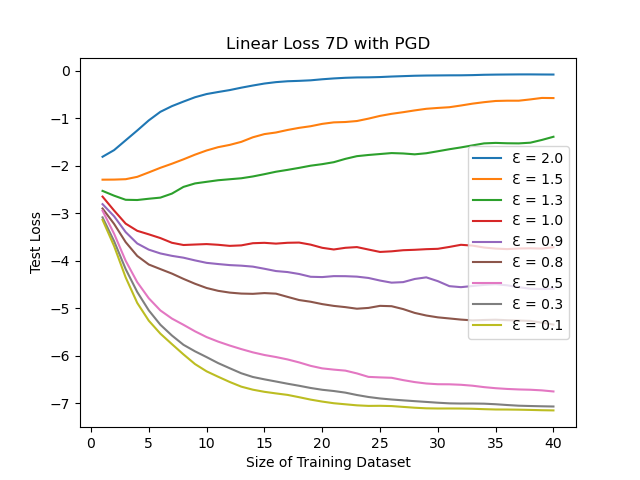 Linear Loss 7D with PGD
Test Loss
0
−1
−2
−3
−4
−5
−6
−7
Ɛ = 2.0
Ɛ = 1.5
Ɛ = 1.3
Ɛ = 1.0
Ɛ = 0.9
Ɛ = 0.8
Ɛ = 0.5
Ɛ = 0.3
Ɛ = 0.1
0 5 10 15 20 25 30 35 40
Size of Training Dataset